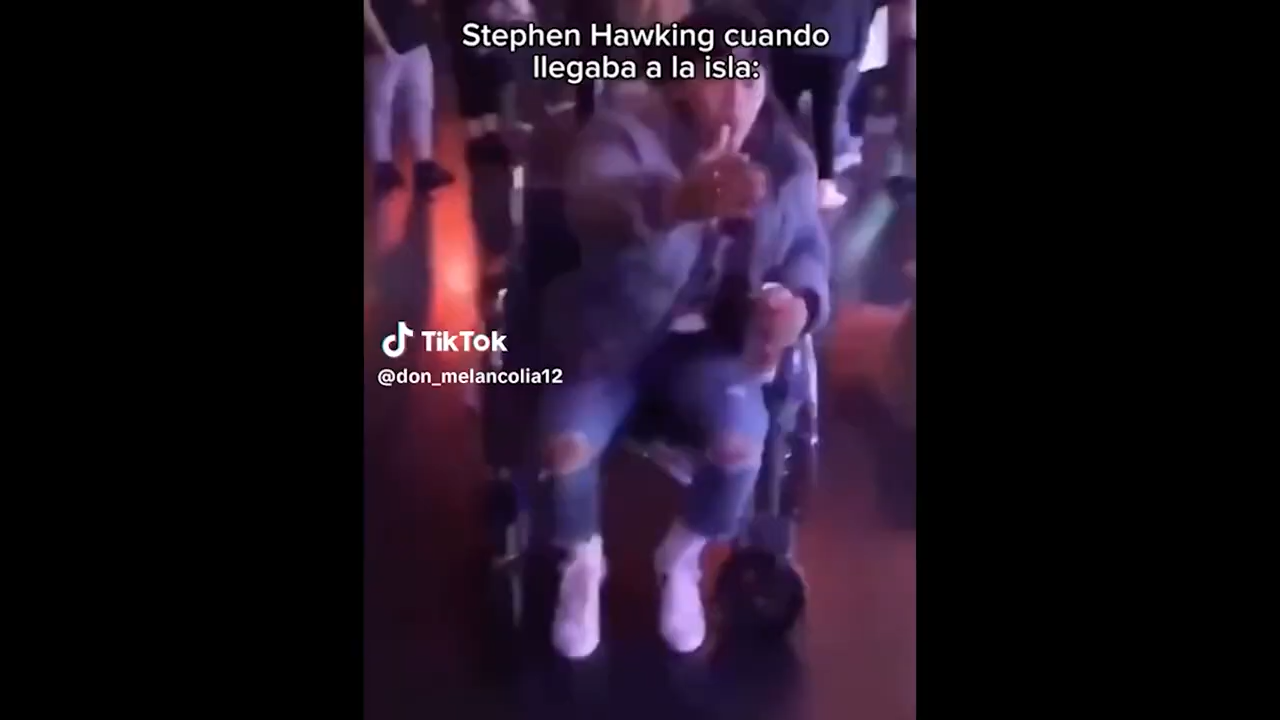 Stephen Hawking cuando
llegaba a la isla:
TikTok
@don_melancolia12